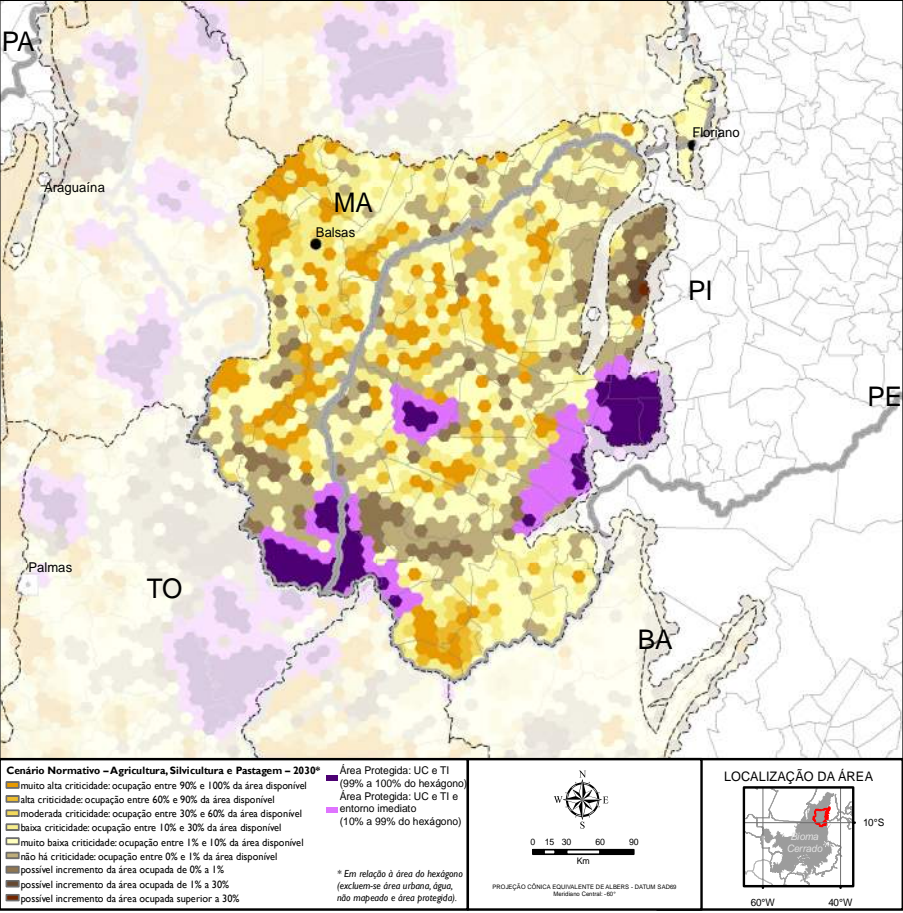 PA
Floriano
Araguaína
MA
Balsas
PI
PE
Palmas
TO
BA
Cenário Normativo – Agricultura, Silvicultura e Pastagem – 2030*
muito alta criticidade: ocupação entre 90% e 100% da área disponível
alta criticidade: ocupação entre 60% e 90% da área disponível
moderada criticidade: ocupação entre 30% e 60% da área disponível
baixa criticidade: ocupação entre 10% e 30% da área disponível
muito baixa criticidade: ocupação entre 1% e 10% da área disponível
não há criticidade: ocupação entre 0% e 1% da área disponível
possível incremento da área ocupada de 0% a 1%
possível incremento da área ocupada de 1% a 30%
possível incremento da área ocupada superior a 30%
Área Protegida: UC e TI
(99% a 100% do hexágono)
Área Protegida: UC e TI e
entorno imediato
(10% a 99% do hexágono)
* Em relação à área do hexágono
(excluem-se área urbana, água,
não mapeado e área protegida).
N
W E
S
0 15 30 60 90
Km
PROJEÇÃO CÔNICA EQUIVALENTE DE ALBERS - DATUM SAD69
Meridiano Central: -60°
LOCALIZAÇÃO DA ÁREA
10°S
Bioma
Cerrado
60°W 40°W